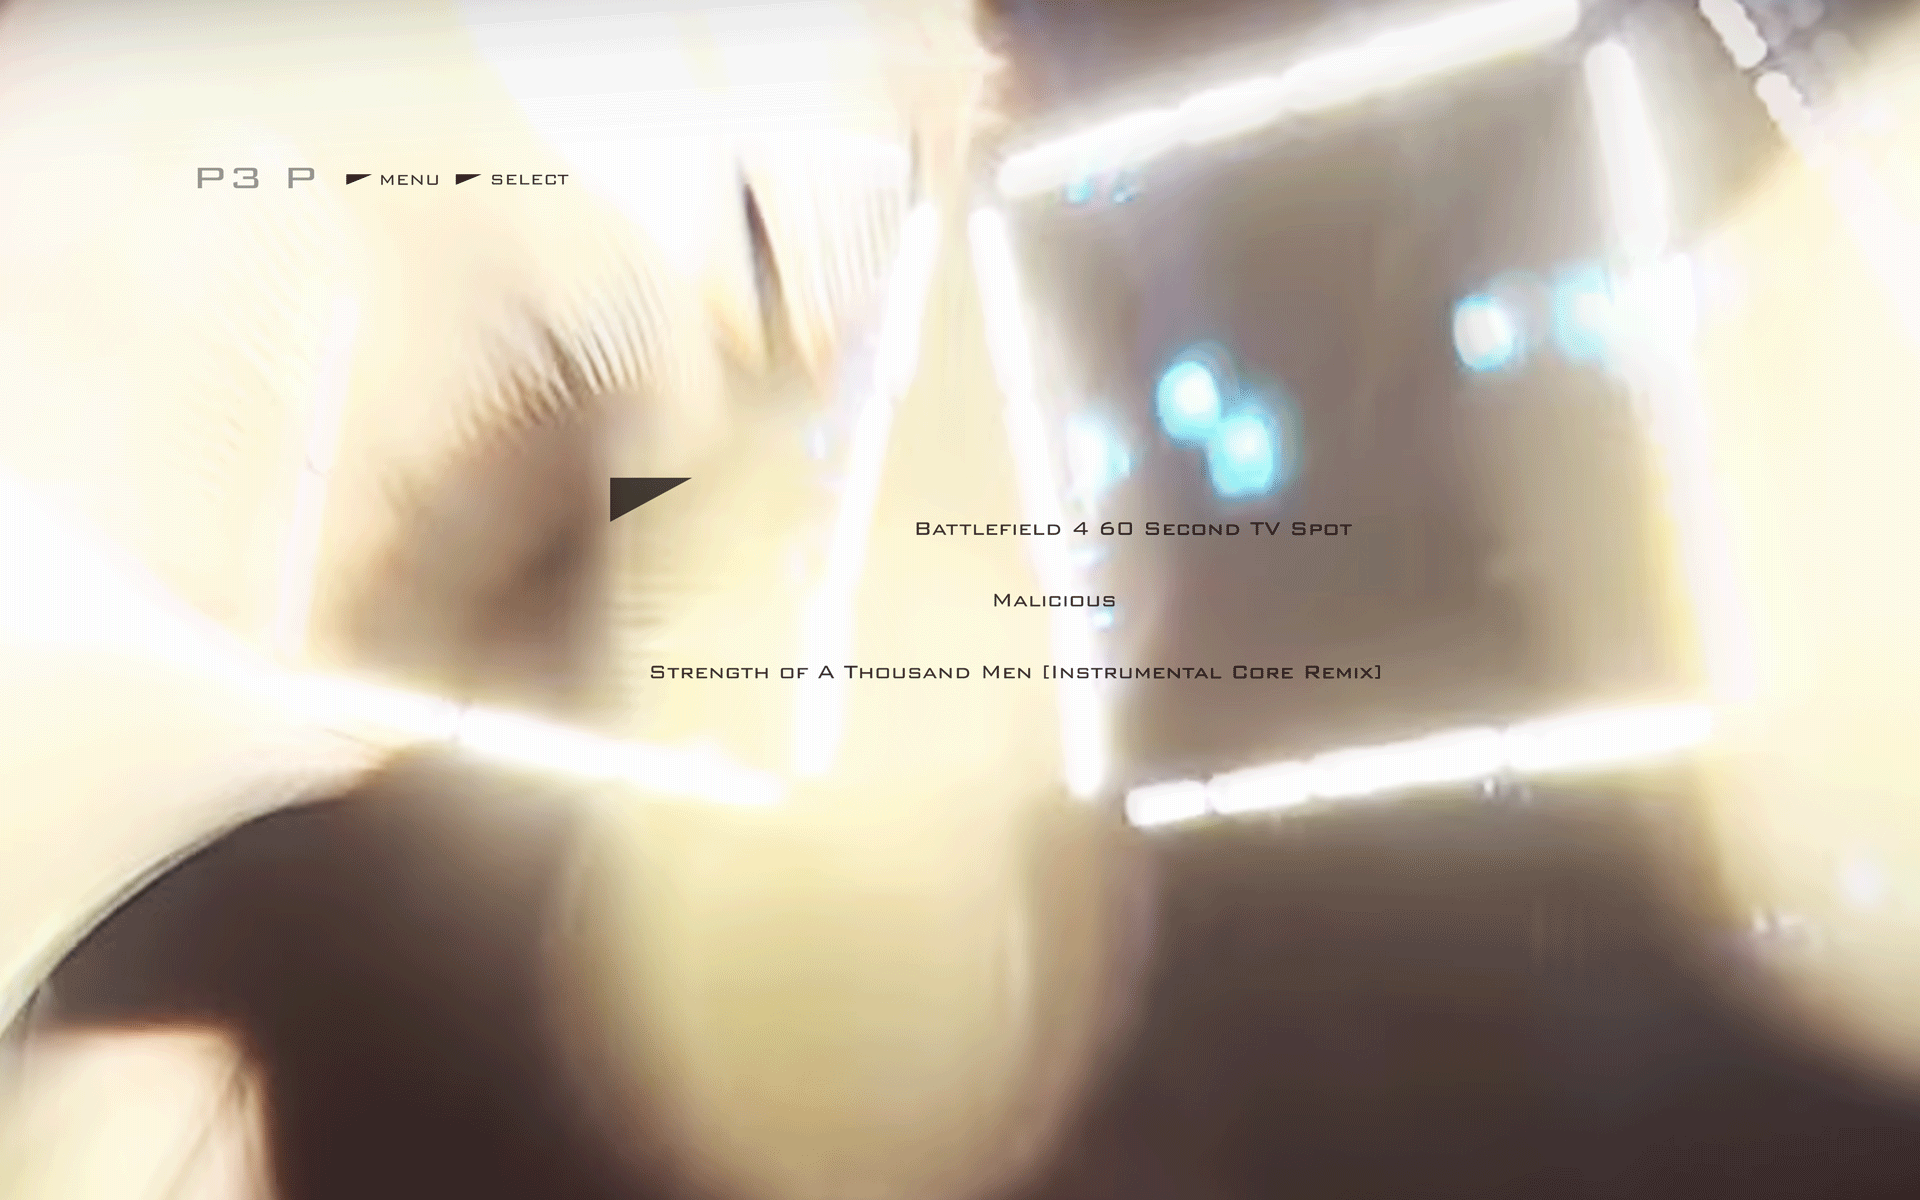 P3 P MENU SELECT
Battlefield 4 60 Second TV Spot
Malicious
Strength of A Thousand Men [Instrumental Core Remix]